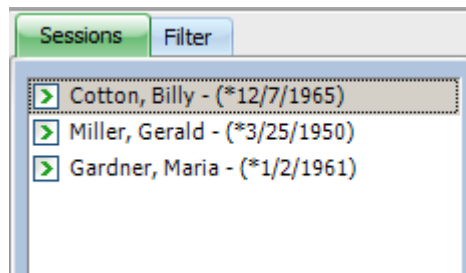 Sessions Filter
Cotton, Billy - (*12/7/1965)
Miller, Gerald - (*3/25/1950)
Gardner, Maria - (*1/2/1961)